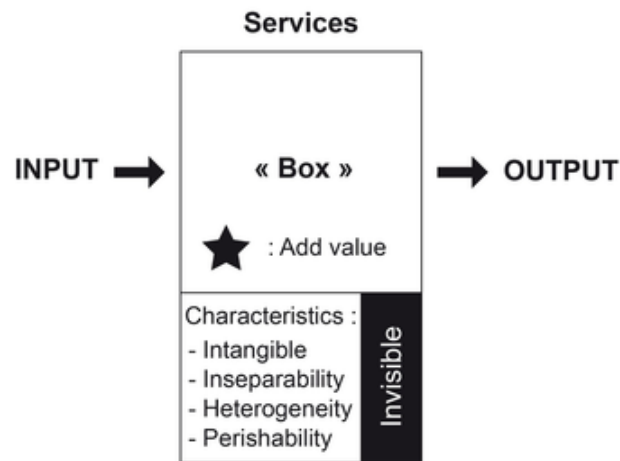 Services
INPUT
« Box »
OUTPUT
: Add value
Characteristics :
- Intangible
- Inseparability
- Heterogeneity
- Perishability
Invisible